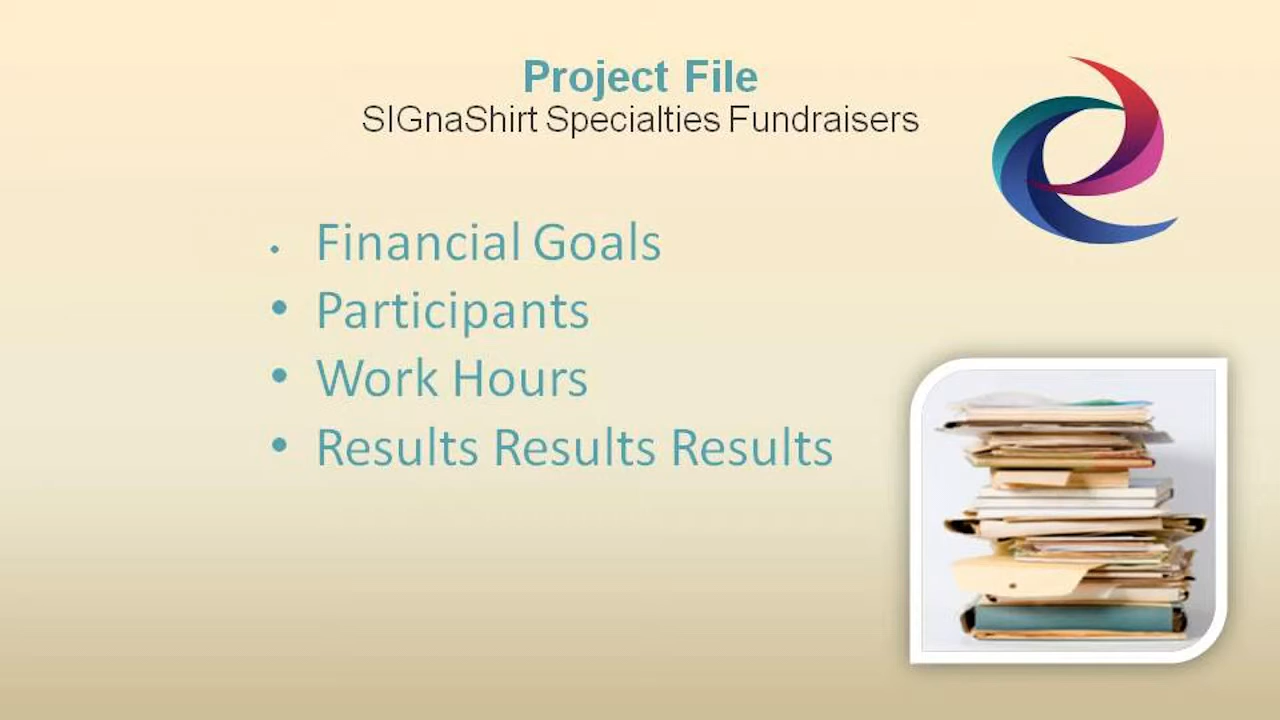 Project File
SIGnaShirt Specialties Fundraisers
• Financial Goals
• Participants
• Work Hours
• Results Results Results